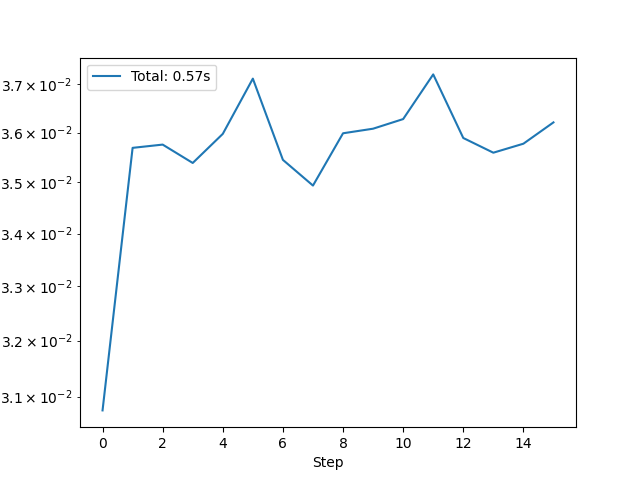 Total: 0.57s
3.7 × 10⁻²
3.6 × 10⁻²
3.5 × 10⁻²
3.4 × 10⁻²
3.3 × 10⁻²
3.2 × 10⁻²
3.1 × 10⁻²
0 2 4 6 8 10 12 14
Step